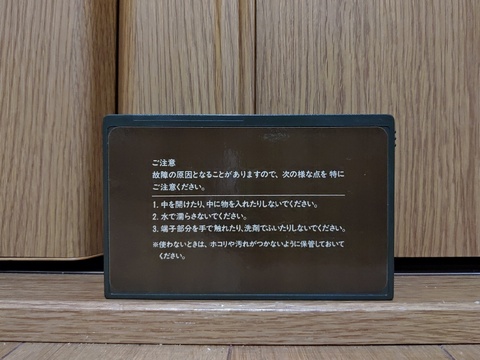 ご注意
故障の原因となることがありますので、次の様な点を特に
ご注意ください。
1. 中を開けたり、中に物を入れたりしないでください。
2. 水で濡らさないでください。
3. 端子部分を手で触れたり、洗剤でふいたりしないでください。
※使わないときは、ホコリや汚れがつかないように保管しておいて
ください。